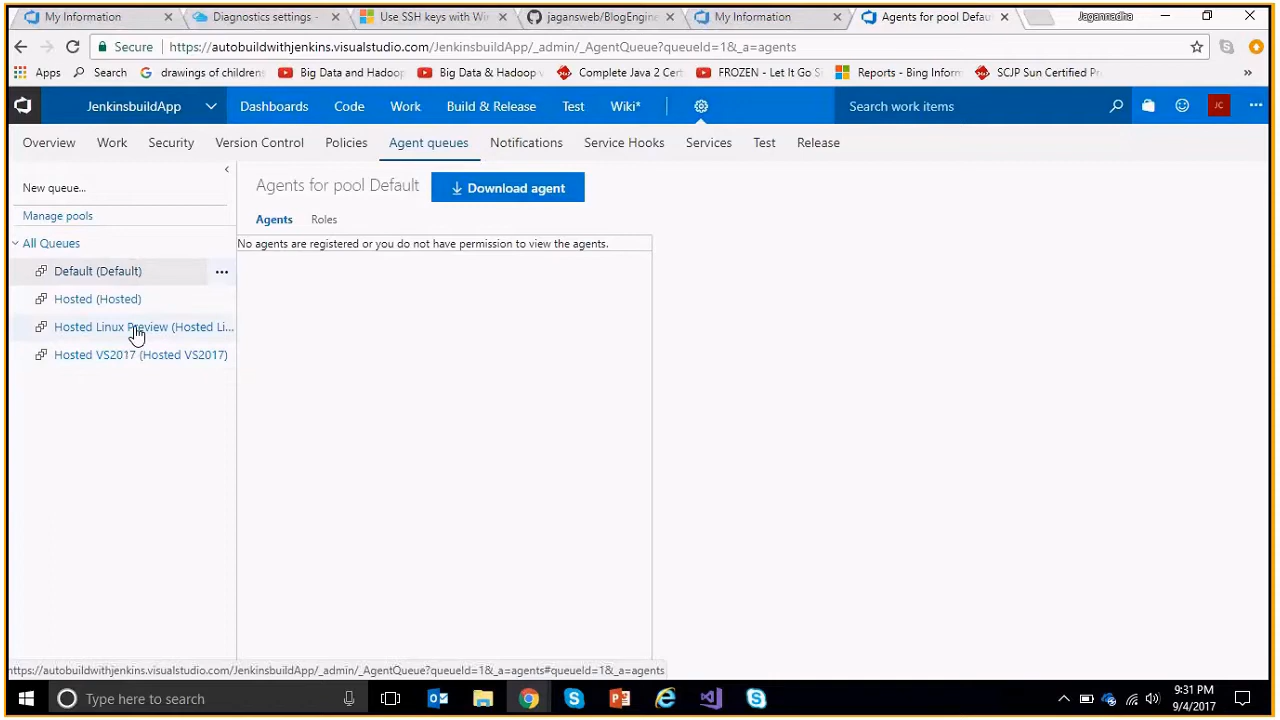 My Information
Diagnostics settings -
Use SSH keys with Win
jagansweb/BlogEngine
My Information
Agents for pool Defau
Jagannadha
Secure
https://autobuildwithjenkins.visualstudio.com/JenkinsbuildApp/_admin/_AgentQueue?queueId=1&_a=agents
Apps
Search
drawings of childrens
Big Data and Hadoop
Big Data & Hadoop v
Complete Java 2 Cert
FROZEN - Let It Go S
Reports - Bing Inform
SCJP Sun Certified Pr
»
JenkinsbuildApp
Dashboards
Code
Work
Build & Release
Test
Wiki*
Search work items
JC
Overview
Work
Security
Version Control
Policies
Agent queues
Notifications
Service Hooks
Services
Test
Release
New queue...
Manage pools
All Queues
Default (Default)
Hosted (Hosted)
Hosted Linux Preview (Hosted Li...
Hosted VS2017 (Hosted VS2017)
Agents for pool Default
Download agent
Agents
Roles
No agents are registered or you do not have permission to view the agents.
https://autobuildwithjenkins.visualstudio.com/JenkinsbuildApp/_admin/_AgentQueue?queueId=1&_a=agents#queueId=1&_a=agents
Type here to search
9:31 PM
9/4/2017